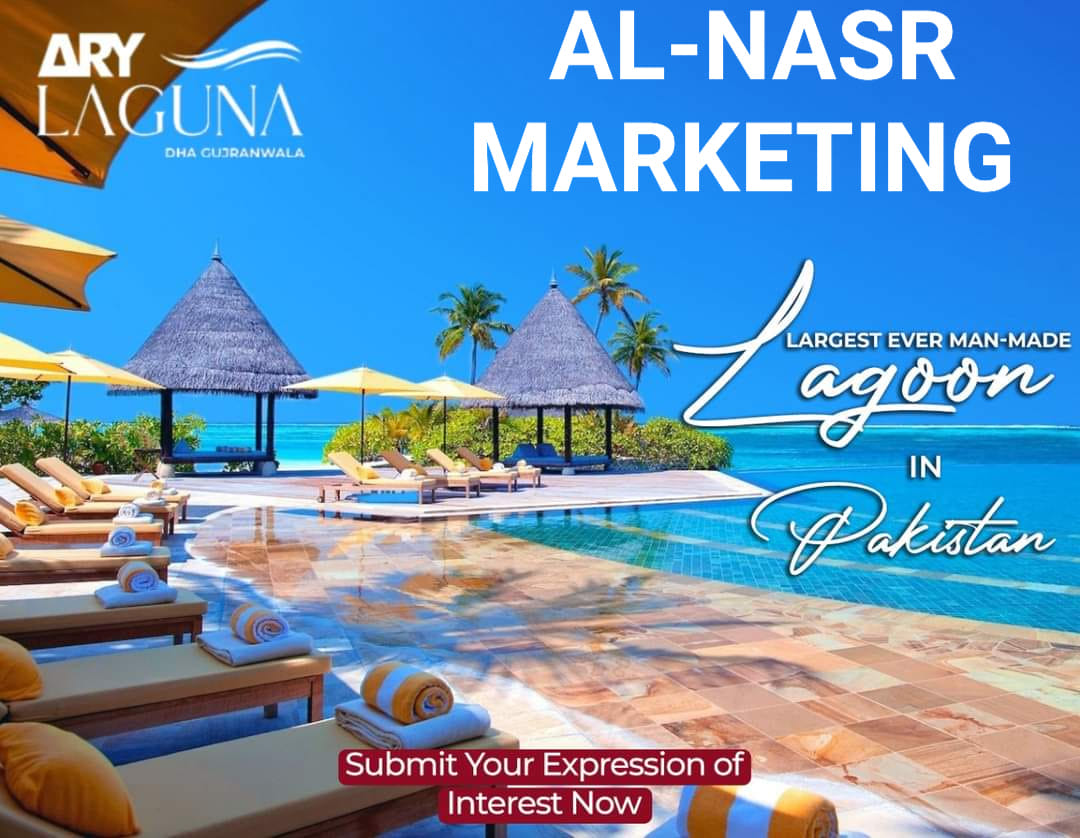 ARY
LAGUNA
DHA GUJRANWALA
AL-NASR
MARKETING
LARGEST EVER MAN-MADE
Lagoon
IN
Pakistan
Submit Your Expression of
Interest Now